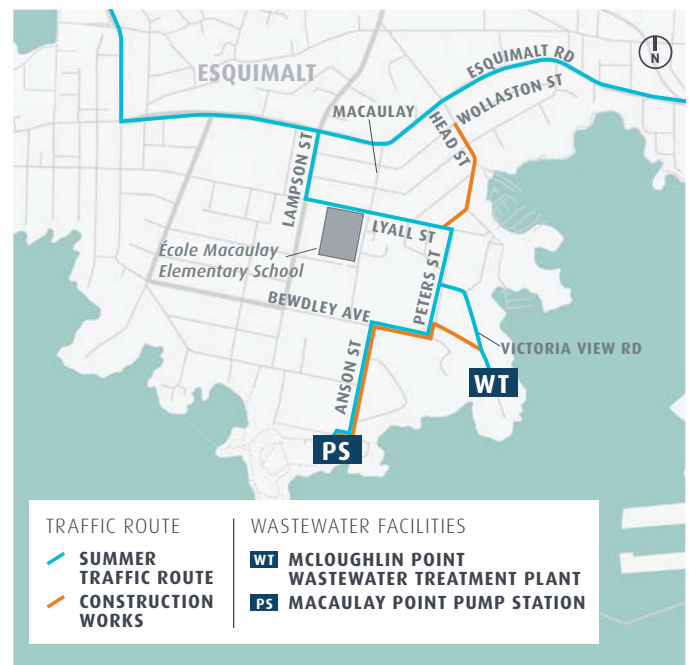 ESQUIMALT
ESQUIMALT RD
N
WOLLASTON ST
MACAULAY
HEAD ST
LAMPSON ST
LYALL ST
École Macaulay
Elementary School
PETERS ST
BEWDLEY AVE
VICTORIA VIEW RD
ANSON ST
WT
PS
TRAFFIC ROUTE
SUMMER
TRAFFIC ROUTE
CONSTRUCTION
WORKS
WASTEWATER FACILITIES
WT MCLOUGHLIN POINT
WASTEWATER TREATMENT PLANT
PS MACAULAY POINT PUMP STATION